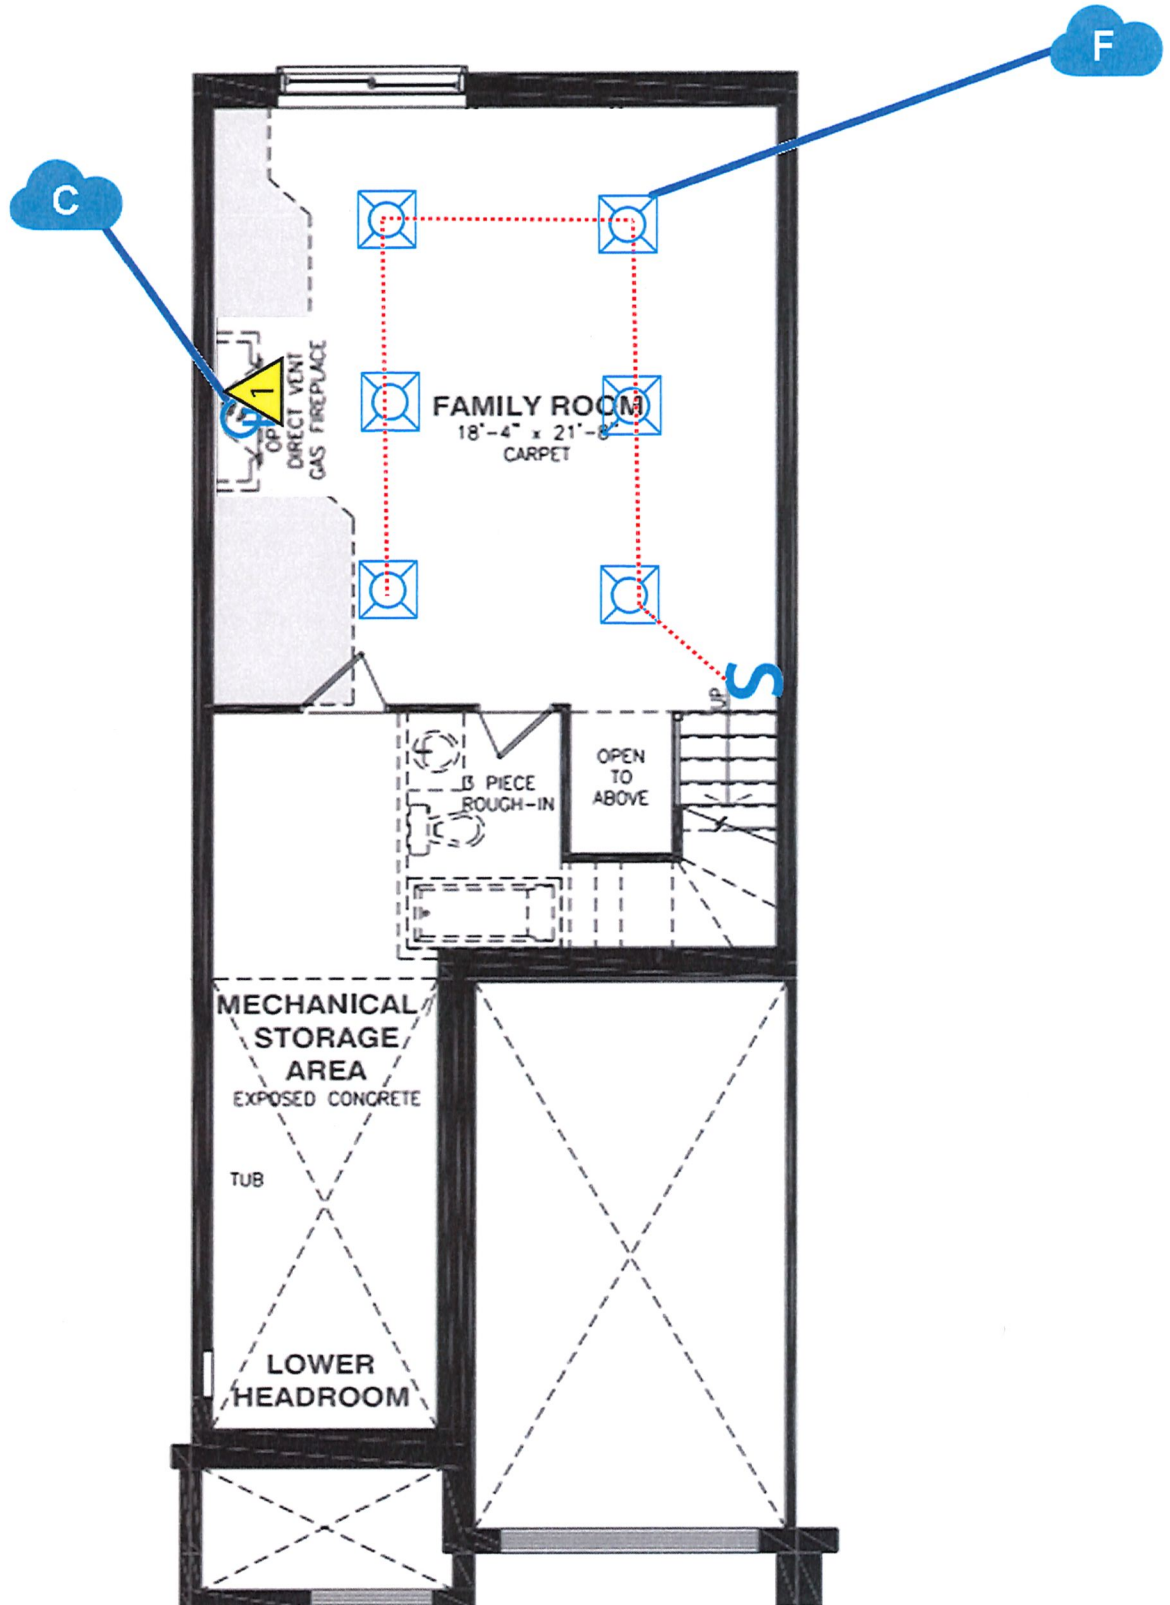 F
C
1
OP
DIRECT VENT
GAS FIREPLACE
FAMILY ROOM
18'-4" x 21'-8"
CARPET
S
UP
3 PIECE
ROUGH-IN
OPEN
TO
ABOVE
MECHANICAL
STORAGE
AREA
EXPOSED CONCRETE
TUB
LOWER
HEADROOM